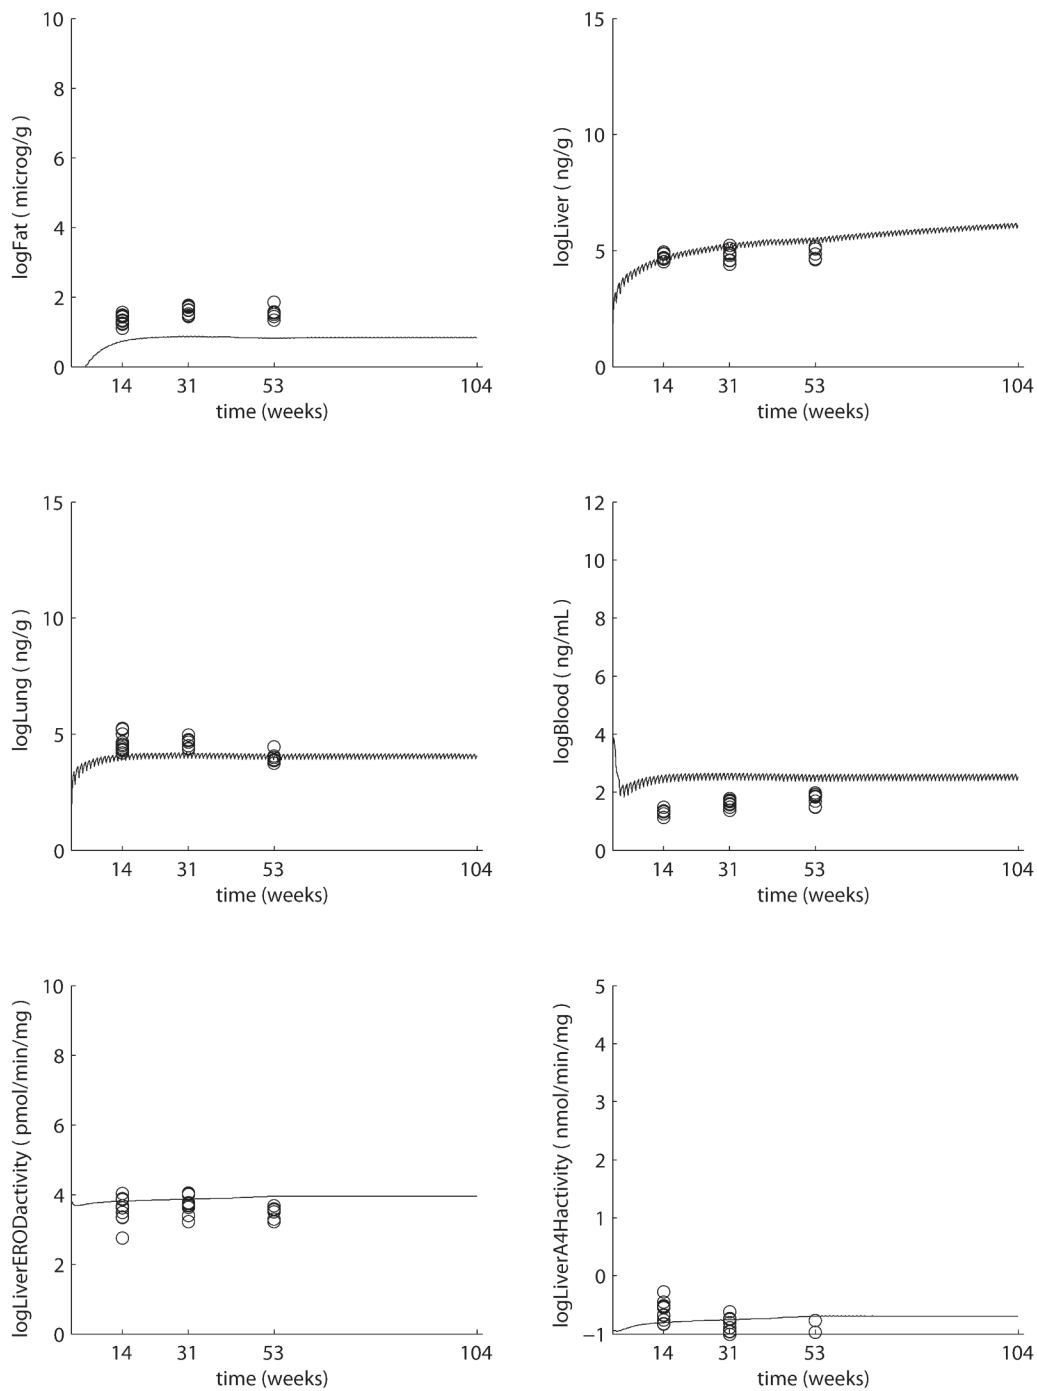 logFat ( microg/g )
10
8
6
4
2
0
14 31 53 104
time (weeks)
logLiver ( ng/g )
15
10
5
0
14 31 53 104
time (weeks)
logLung ( ng/g )
15
10
5
0
14 31 53 104
time (weeks)
logBlood ( ng/mL )
12
10
8
6
4
2
0
14 31 53 104
time (weeks)
logLiverERODactivity ( pmol/min/mg )
10
8
6
4
2
0
14 31 53 104
time (weeks)
logLiverA4Hactivity ( nmol/min/mg )
5
4
3
2
1
0
−1
14 31 53 104
time (weeks)